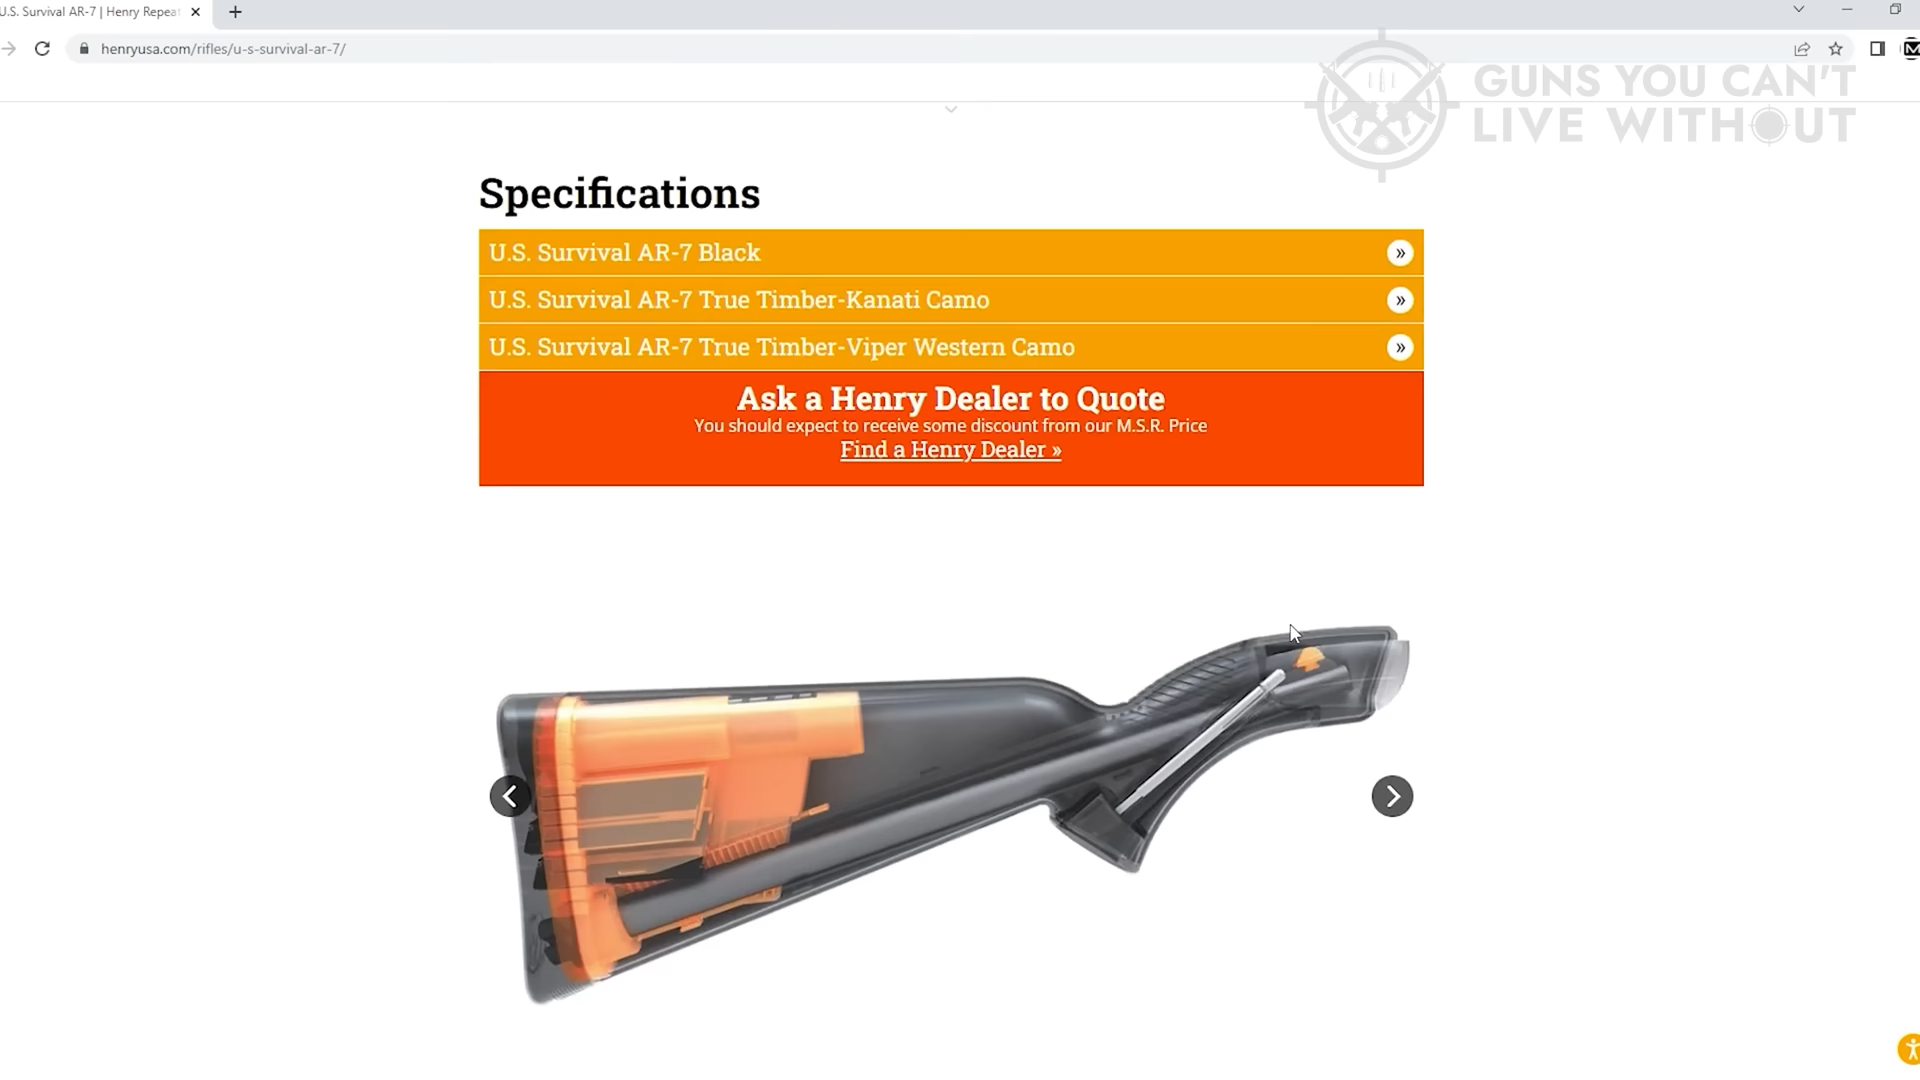 U.S. Survival AR-7 | Henry Repeat
henryusa.com/rifles/u-s-survival-ar-7/
GUNS YOU CAN'T
LIVE WITHOUT
Specifications
U.S. Survival AR-7 Black
U.S. Survival AR-7 True Timber-Kanati Camo
U.S. Survival AR-7 True Timber-Viper Western Camo
Ask a Henry Dealer to Quote
You should expect to receive some discount from our M.S.R. Price
Find a Henry Dealer »